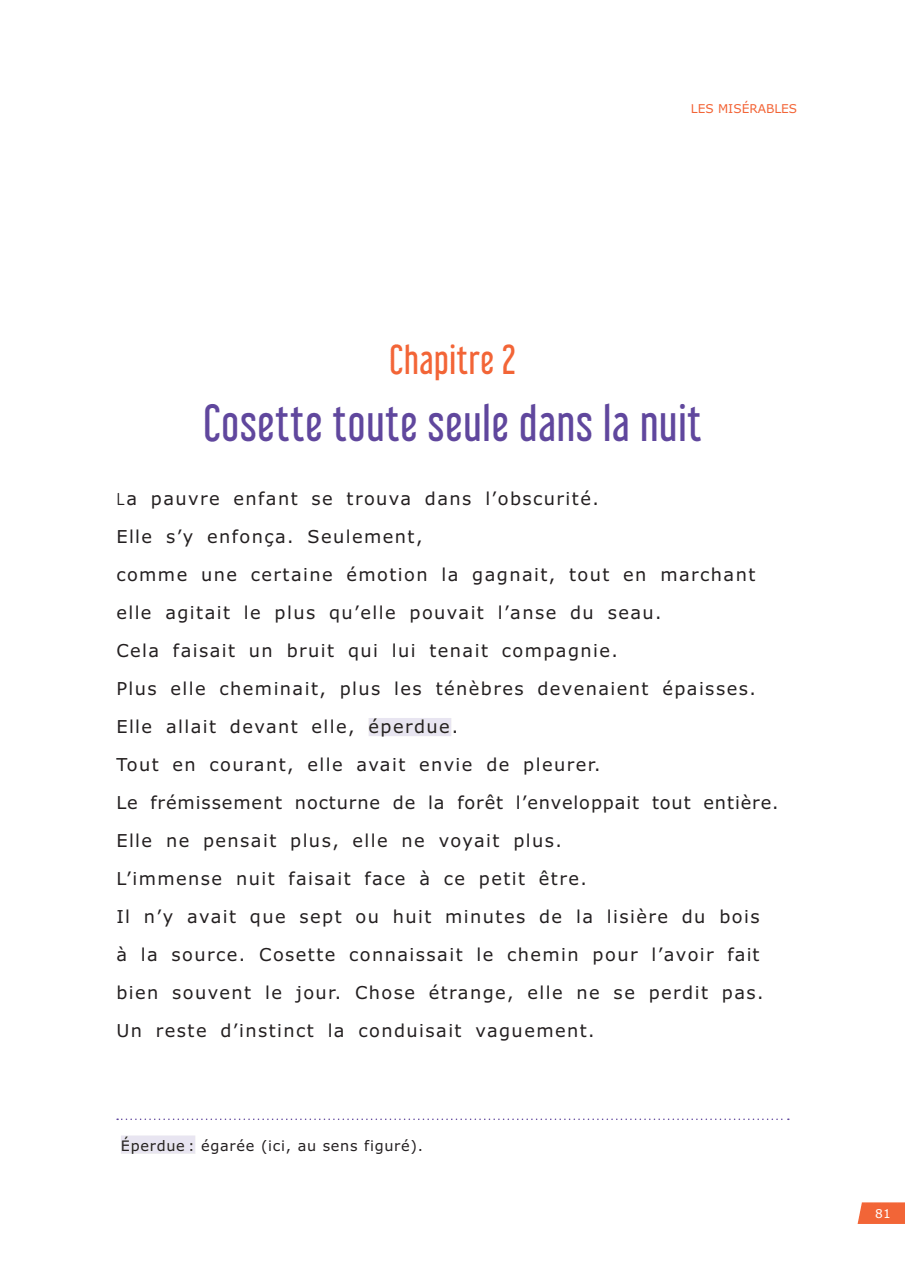 LES MISÉRABLES
Chapitre 2
Cosette toute seule dans la nuit
La pauvre enfant se trouva dans l’obscurité.
Elle s’y enfonça. Seulement,
comme une certaine émotion la gagnait, tout en marchant
elle agitait le plus qu’elle pouvait l’anse du seau.
Cela faisait un bruit qui lui tenait compagnie.
Plus elle cheminait, plus les ténèbres devenaient épaisses.
Elle allait devant elle, éperdue.
Tout en courant, elle avait envie de pleurer.
Le frémissement nocturne de la forêt l’enveloppait tout entière.
Elle ne pensait plus, elle ne voyait plus.
L’immense nuit faisait face à ce petit être.
Il n’y avait que sept ou huit minutes de la lisière du bois
à la source. Cosette connaissait le chemin pour l’avoir fait
bien souvent le jour. Chose étrange, elle ne se perdit pas.
Un reste d’instinct la conduisait vaguement.
Éperdue : égarée (ici, au sens figuré).
81